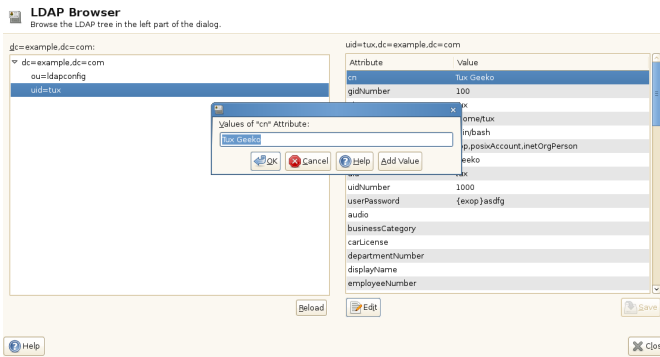 LDAP Browser
Browse the LDAP tree in the left part of the dialog.
dc=example,dc=com:
dc=example,dc=com
ou=ldapconfig
uid=tux
Reload
uid=tux,dc=example,dc=com
Attribute Value
cn Tux Geeko
gidNumber 100
ome/tux
in/bash
op,posixAccount,inetOrgPerson
eeko
uidNumber 1000
userPassword {exop}asdfg
audio
businessCategory
carLicense
departmentNumber
displayName
employeeNumber
Values of "cn" Attribute:
Tux Geeko
OK Cancel Help Add Value
Edit Save
Help Clos